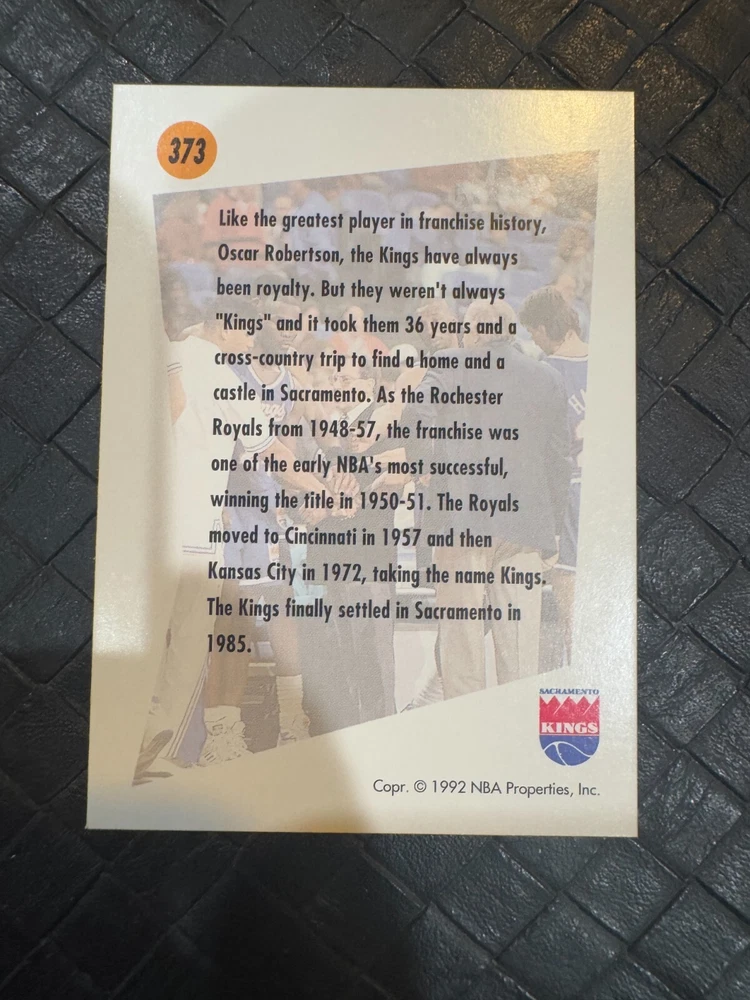 373
Like the greatest player in franchise history,
Oscar Robertson, the Kings have always
been royalty. But they weren't always
"Kings" and it took them 36 years and a
cross-country trip to find a home and a
castle in Sacramento. As the Rochester
Royals from 1948-57, the franchise was
one of the early NBA's most successful,
winning the title in 1950-51. The Royals
moved to Cincinnati in 1957 and then
Kansas City in 1972, taking the name Kings.
The Kings finally settled in Sacramento in
1985.
SACRAMENTO
KINGS
Copr. © 1992 NBA Properties, Inc.